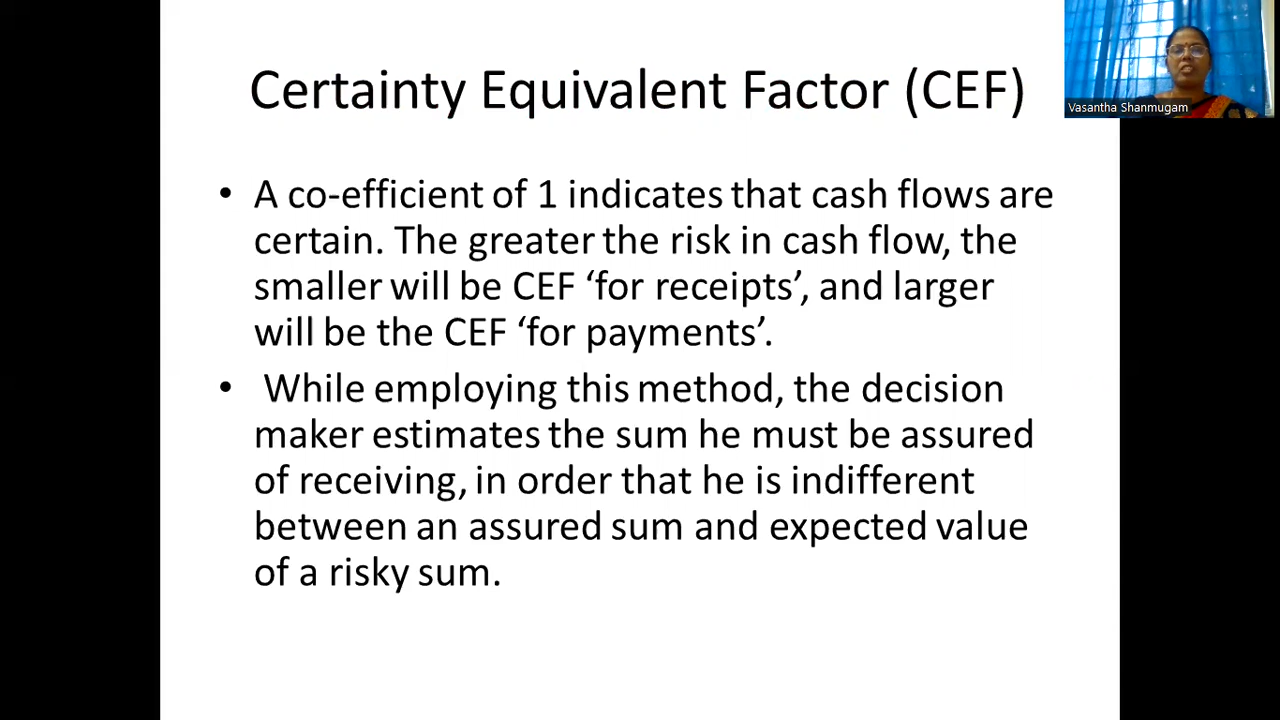 Certainty Equivalent Factor (CEF)
Vasantha Shanmugam
• A co-efficient of 1 indicates that cash flows are
certain. The greater the risk in cash flow, the
smaller will be CEF ‘for receipts’, and larger
will be the CEF ‘for payments’.
• While employing this method, the decision
maker estimates the sum he must be assured
of receiving, in order that he is indifferent
between an assured sum and expected value
of a risky sum.